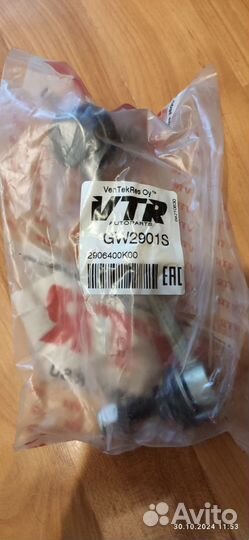 VenTekRes Oy™
VTR
AUTOPARTS
GW2901S
2906400K00
EAC
Avito
30.10.2024 11:53